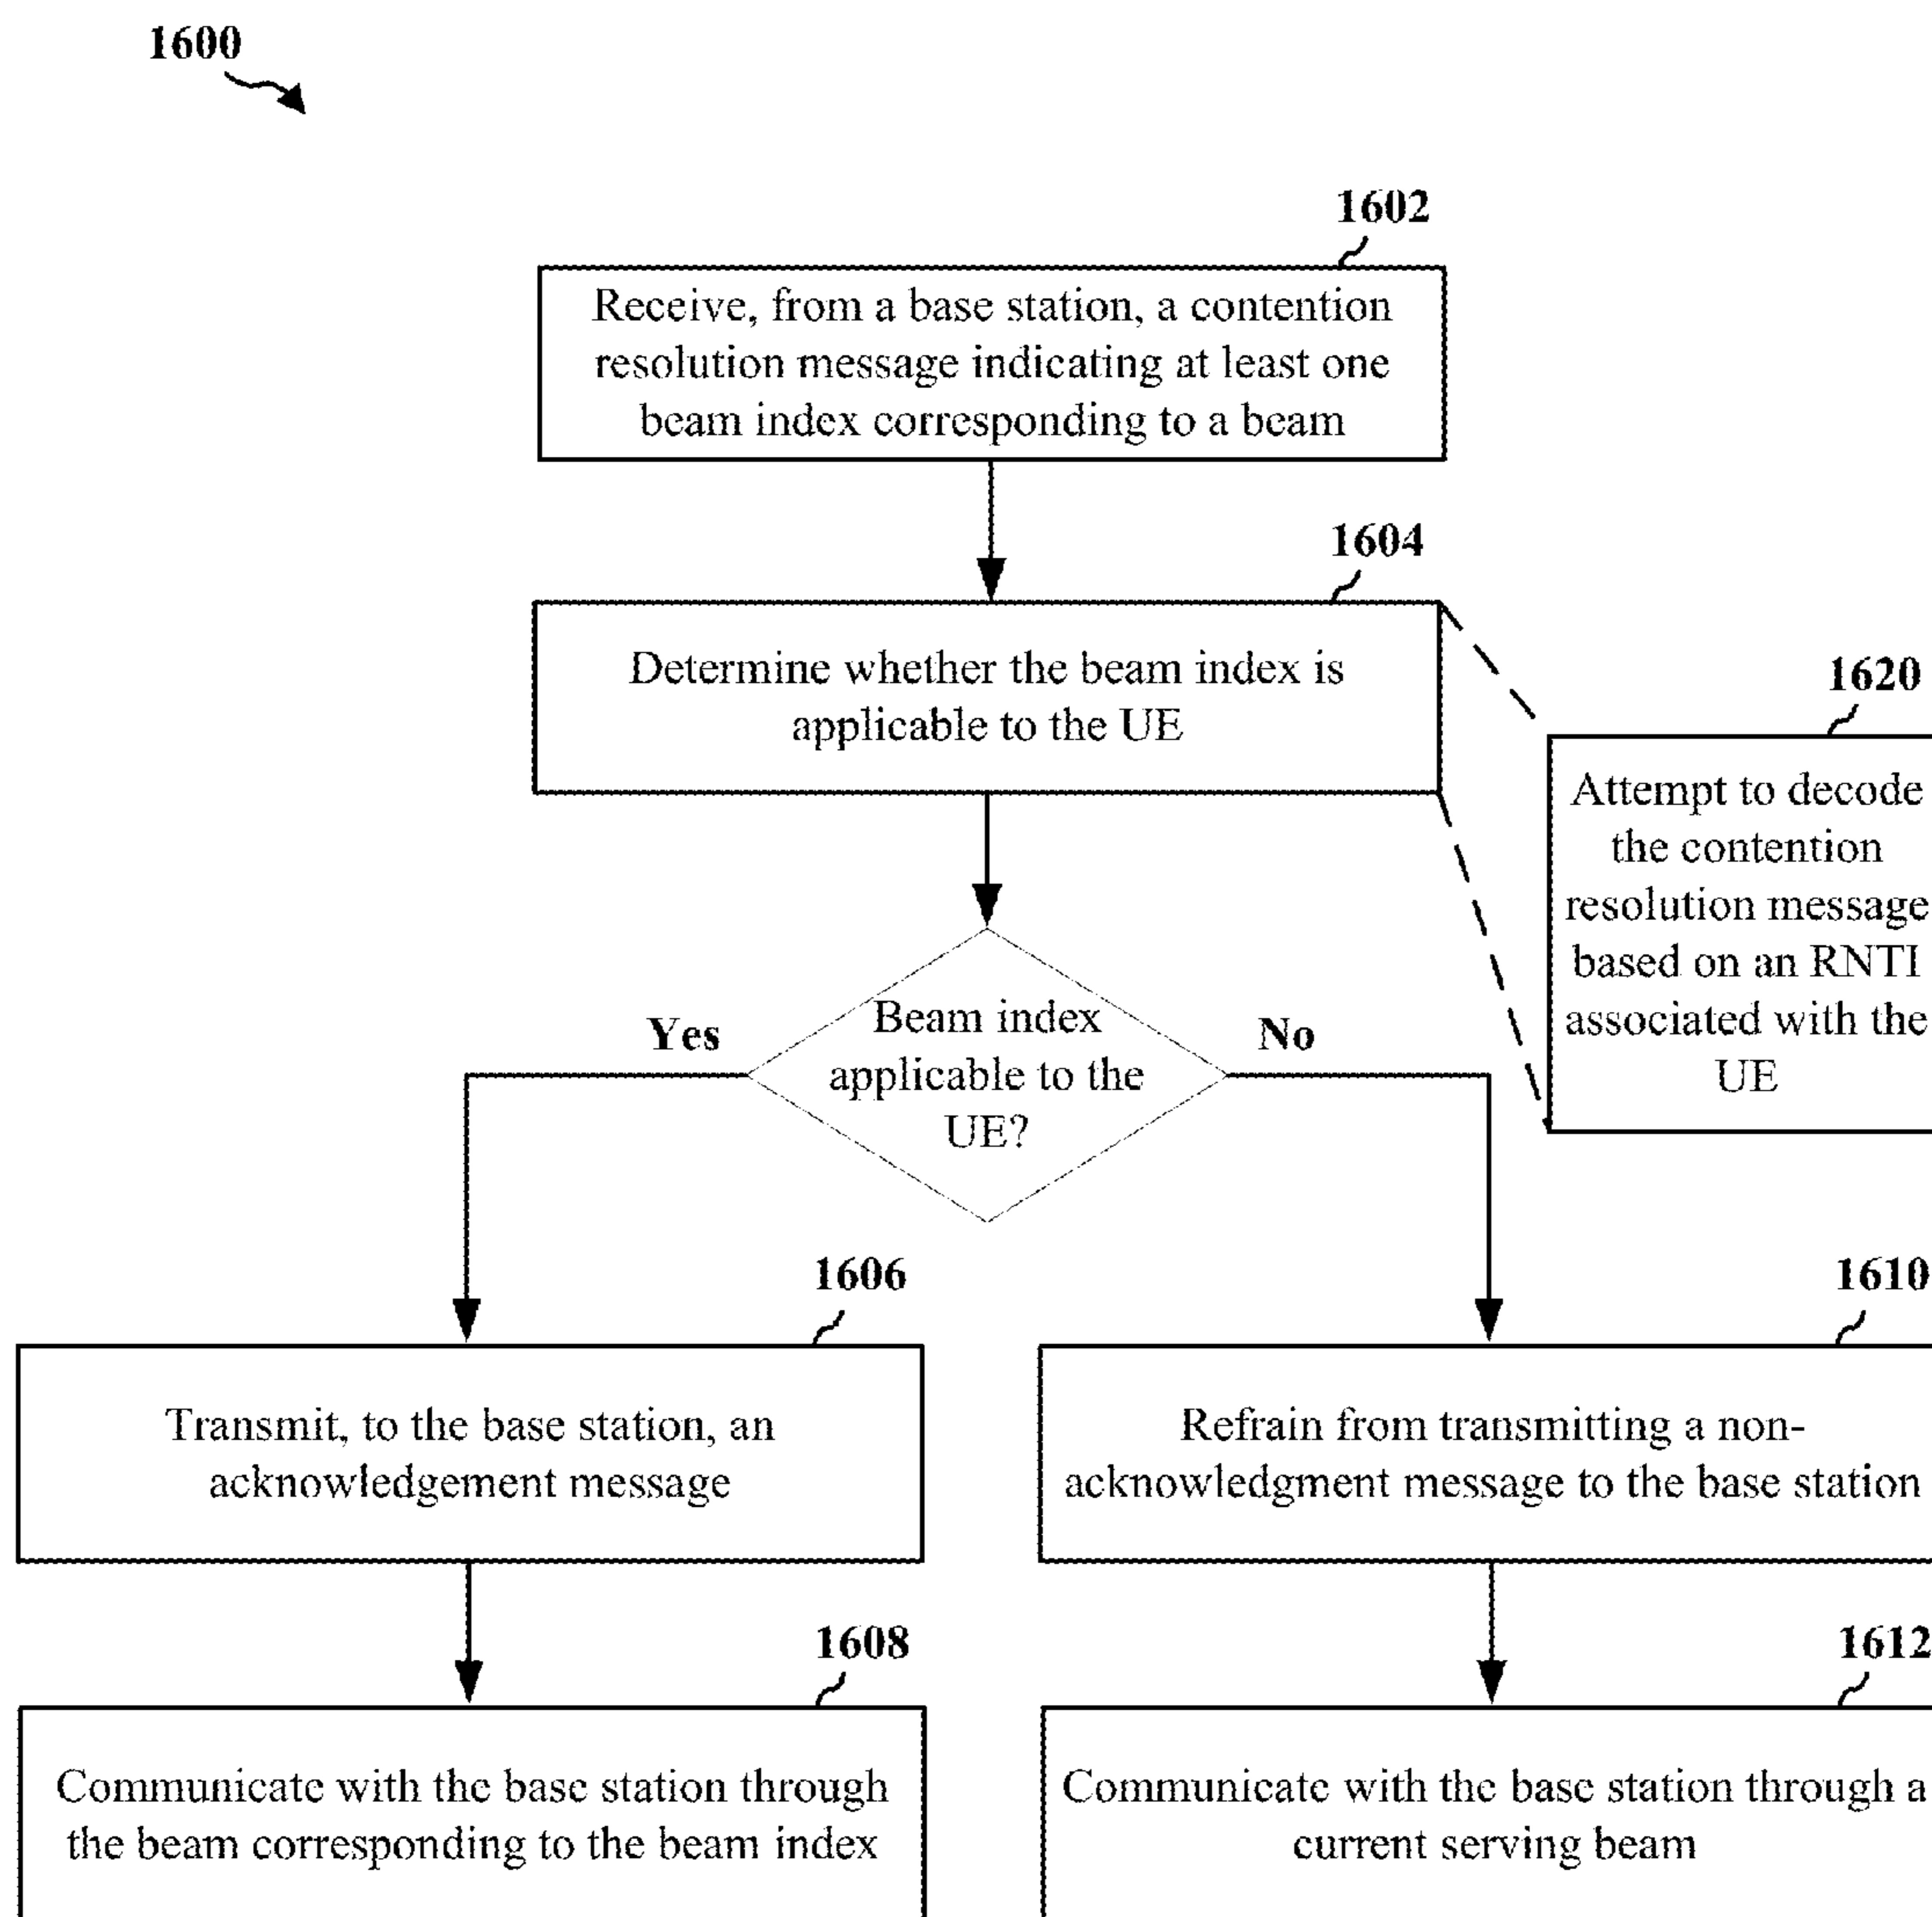 1600
1602
Receive, from a base station, a contention
resolution message indicating at least one
beam index corresponding to a beam
1604
Determine whether the beam index is
applicable to the UE
1620
Attempt to decode
the contention
resolution message
based on an RNTI
associated with the
UE
Yes
Beam index
applicable to the
UE?
No
1606
Transmit, to the base station, an
acknowledgement message
1610
Refrain from transmitting a non-
acknowledgment message to the base station
1608
Communicate with the base station through
the beam corresponding to the beam index
1612
Communicate with the base station through a
current serving beam